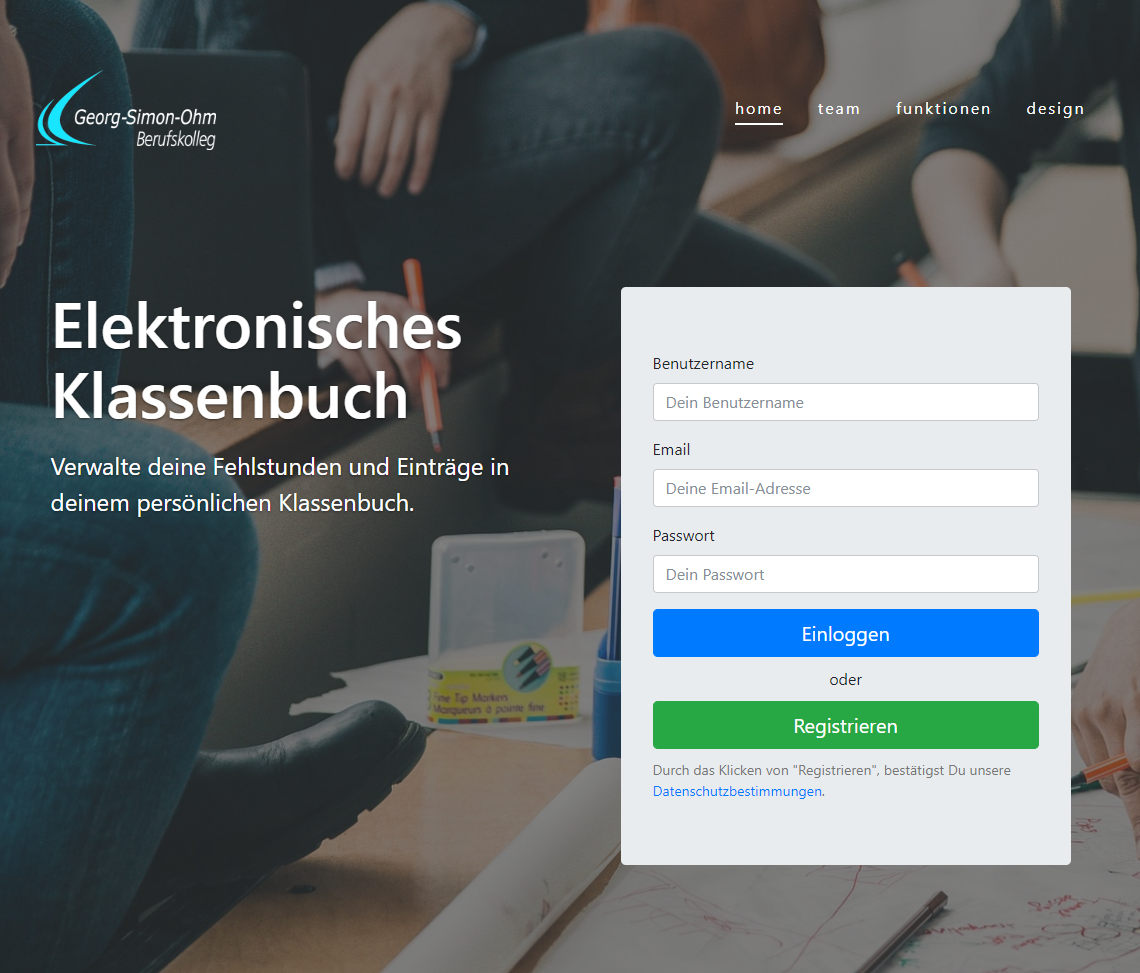 Georg-Simon-Ohm
Berufskolleg
home team funktionen design
Elektronisches
Klassenbuch
Verwalte deine Fehlstunden und Einträge in
deinem persönlichen Klassenbuch.
Benutzername
Dein Benutzername
Email
Deine Email-Adresse
Passwort
Dein Passwort
Einloggen
oder
Registrieren
Durch das Klicken von "Registrieren", bestätigst Du unsere
Datenschutzbestimmungen.
Fine Tip Markers
Marqueurs à pointe fine